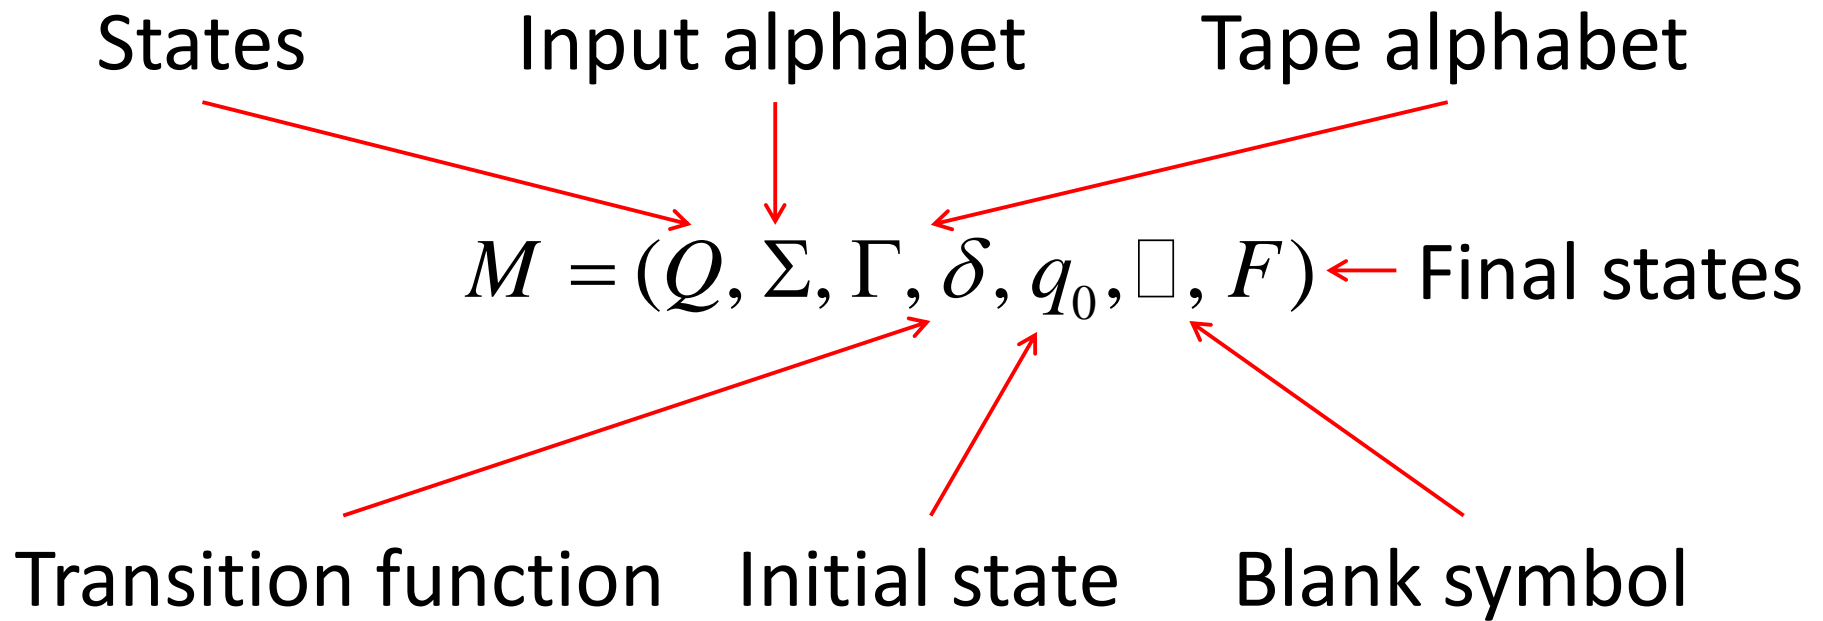 States Input alphabet Tape alphabet
M = (Q, Σ, Γ, δ, q₀, □, F) Final states
Transition function Initial state Blank symbol